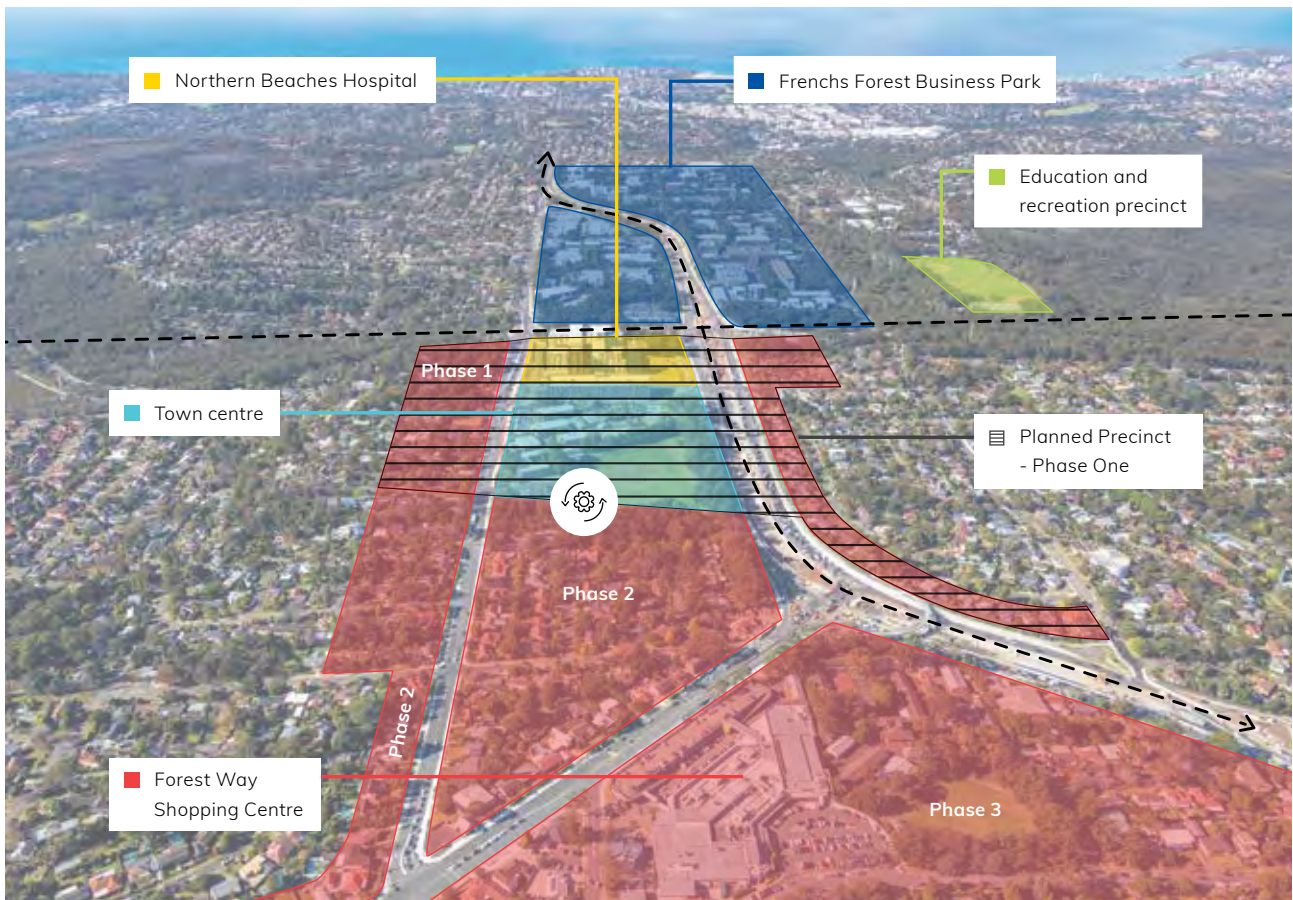 Northern Beaches Hospital
Frenchs Forest Business Park
Education and
recreation precinct
Phase 1
Town centre
Planned Precinct
- Phase One
Phase 2
Phase 2
Forest Way
Shopping Centre
Phase 3